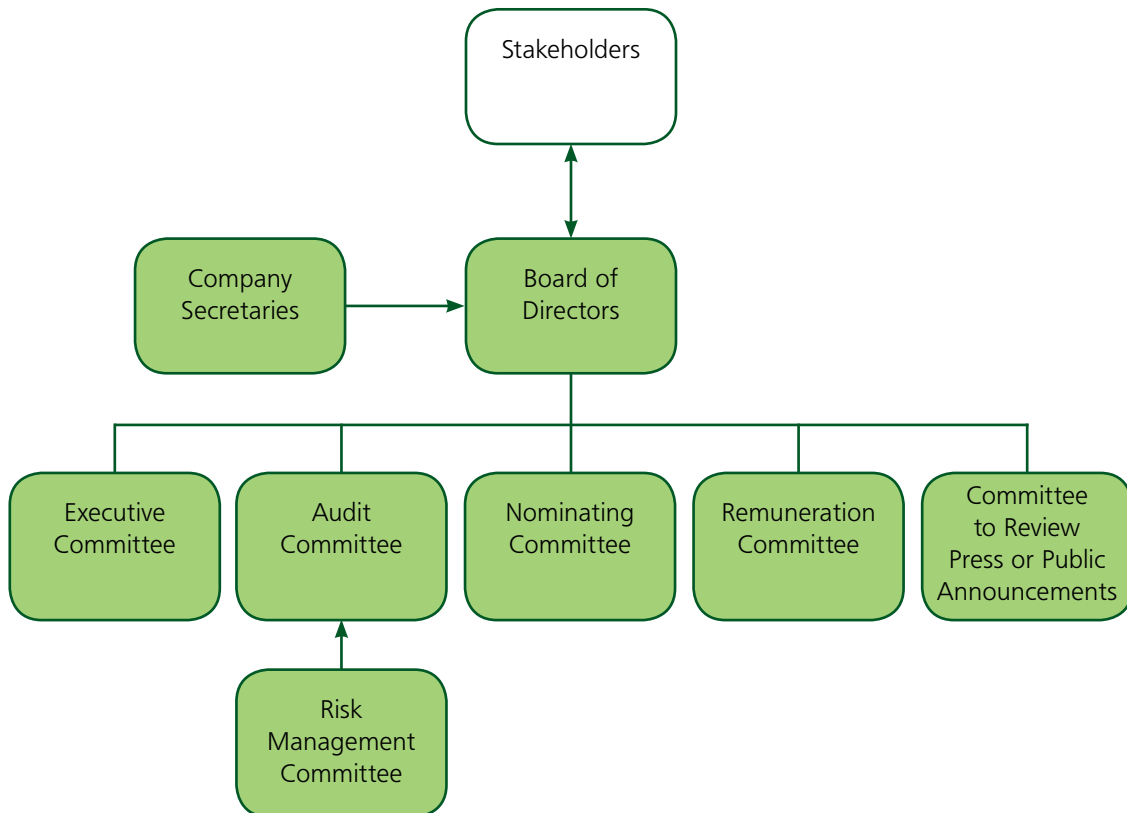 Stakeholders
Company
Secretaries
Board of
Directors
Executive
Committee
Audit
Committee
Nominating
Committee
Remuneration
Committee
Committee
to Review
Press or Public
Announcements
Risk
Management
Committee